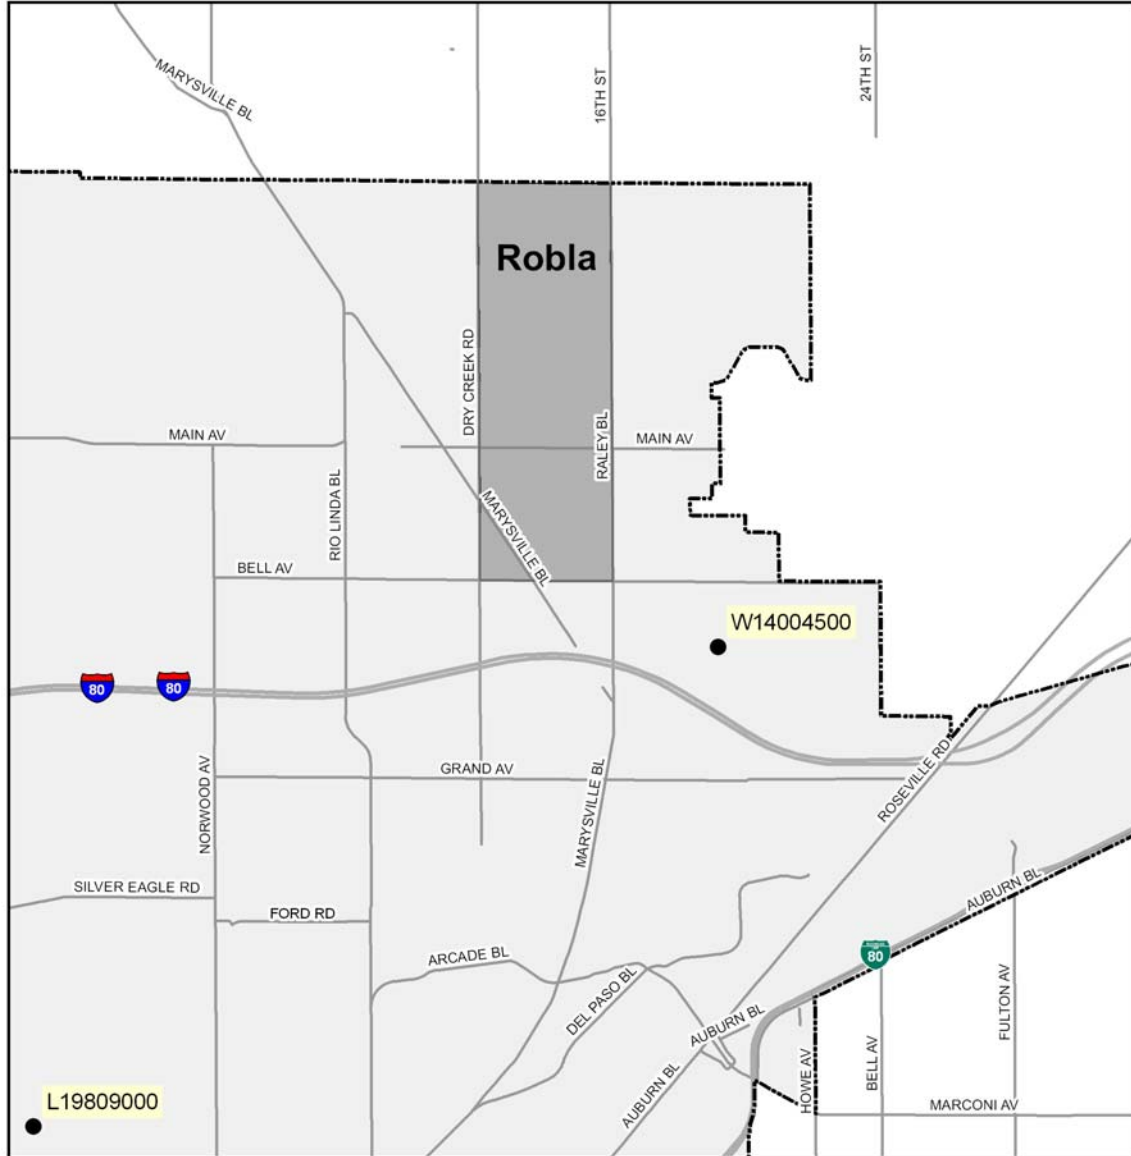 MARYSVILLE BL
16TH ST
24TH ST
Robla
DRY CREEK RD
RALEY BL
MAIN AV
MAIN AV
RIO LINDA BL
MARYSVILLE BL
BELL AV
W14004500
80
80
NORWOOD AV
GRAND AV
MARYSVILLE BL
ROSEVILLE RD
SILVER EAGLE RD
FORD RD
AUBURN BL
ARCADE BL
80
DEL PASO BL
FULTON AV
AUBURN BL
BELL AV
HOWE AV
AUBURN BL
L19809000
MARCONI AV